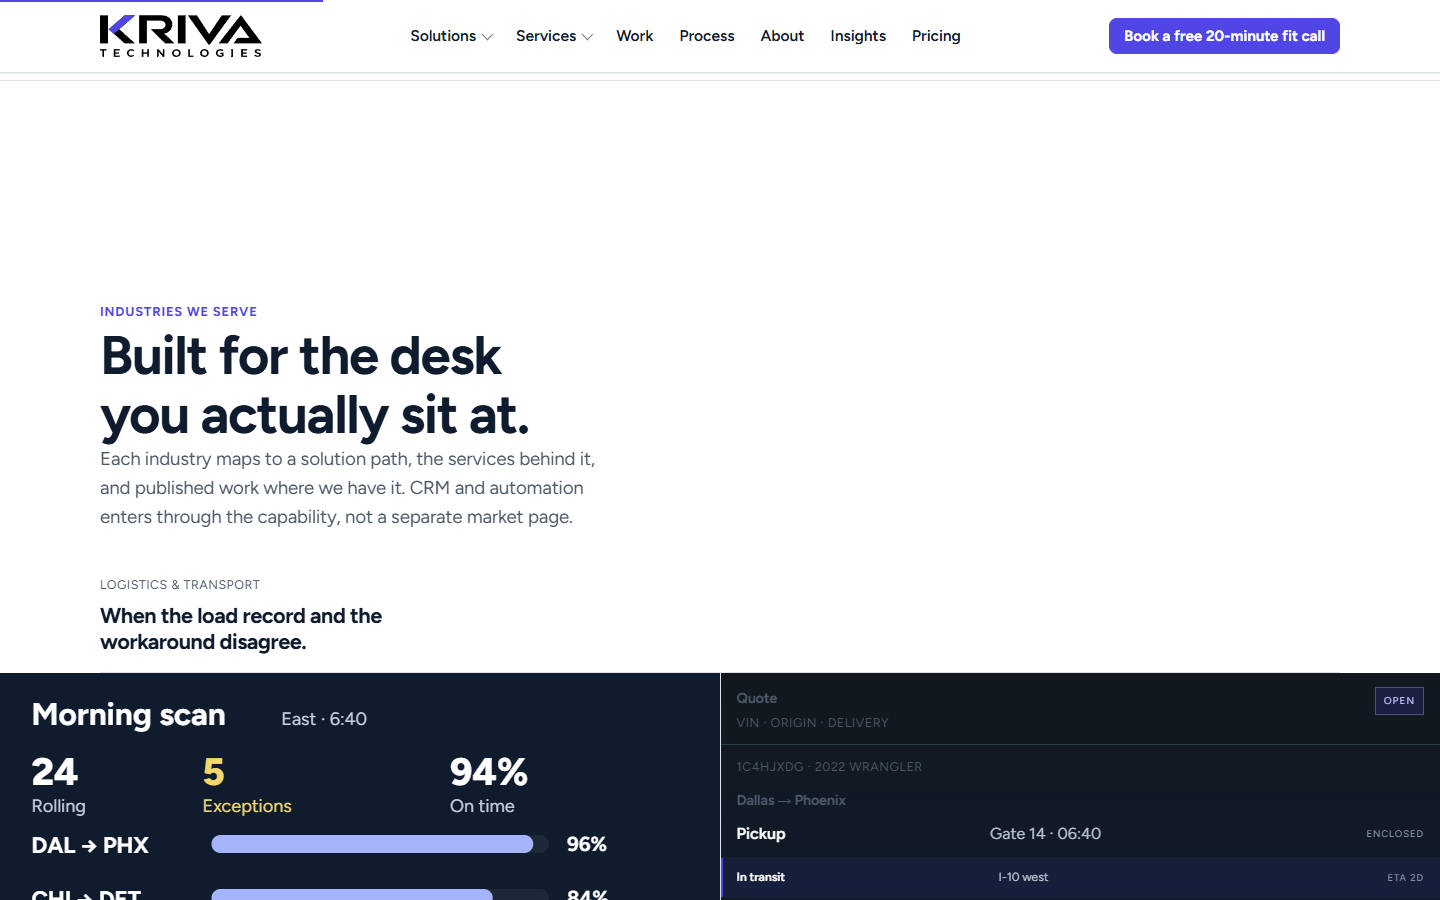 KRIVA
TECHNOLOGIES
Solutions
Services
Work
Process
About
Insights
Pricing
Book a free 20-minute fit call
INDUSTRIES WE SERVE
Built for the desk
you actually sit at.
Each industry maps to a solution path, the services behind it,
and published work where we have it. CRM and automation
enters through the capability, not a separate market page.
LOGISTICS & TRANSPORT
When the load record and the
workaround disagree.
Morning scan
East · 6:40
24
Rolling
5
Exceptions
94%
On time
DAL → PHX
96%
CHI → DET
84%
Quote
VIN · ORIGIN · DELIVERY
OPEN
1C4HJXDG · 2022 WRANGLER
Dallas → Phoenix
Pickup
Gate 14 · 06:40
ENCLOSED
In transit
I-10 west
ETA 2D